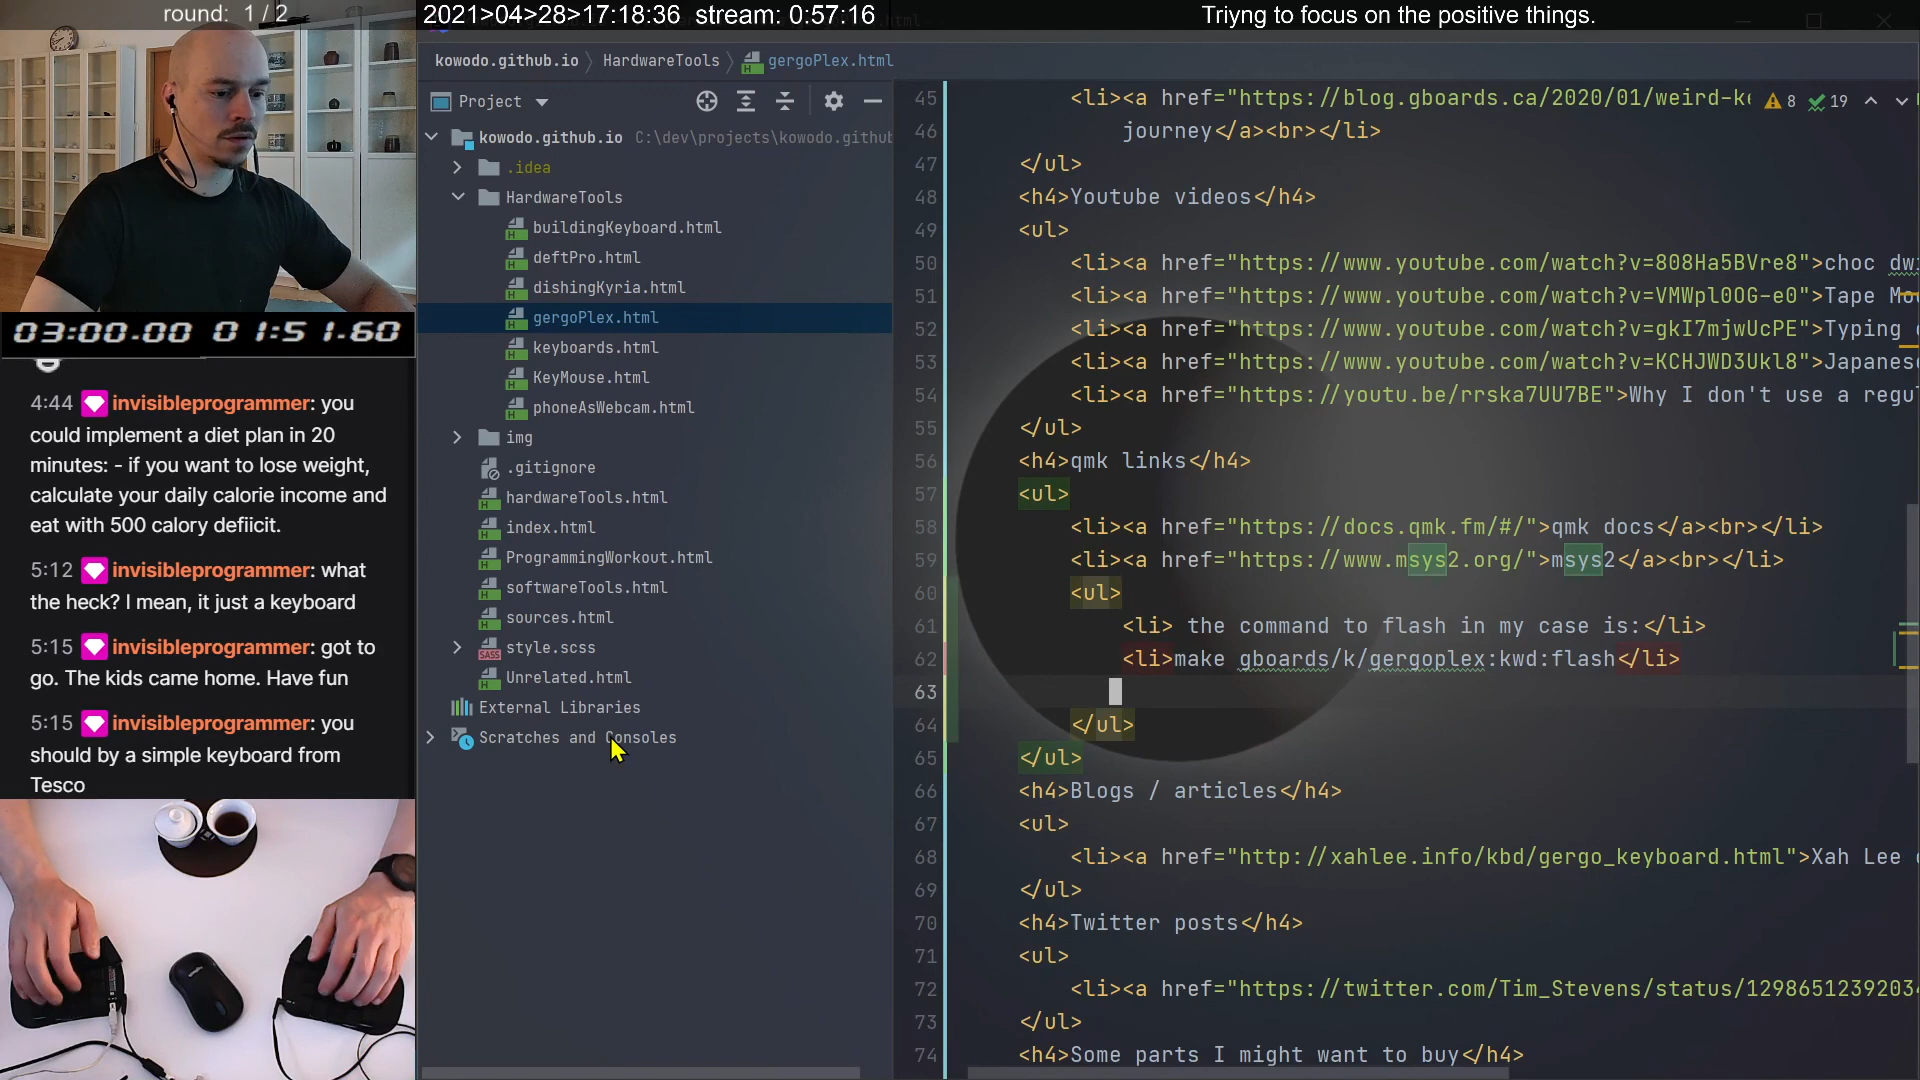 round: 1 / 2
2021>04>28>17:18:36 stream: 0:57:16
Triyng to focus on the positive things.
03:00.00 0 1:51.60
4:44 invisibleprogrammer: you
could implement a diet plan in 20
minutes: - if you want to lose weight,
calculate your daily calorie income and
eat with 500 calory defiicit.
5:12 invisibleprogrammer: what
the heck? I mean, it just a keyboard
5:15 invisibleprogrammer: got to
go. The kids came home. Have fun
5:15 invisibleprogrammer: you
should by a simple keyboard from
Tesco
kowodo.github.io HardwareTools gergoPlex.html
Project
kowodo.github.io C:\dev\projects\kowodo.github
.idea
HardwareTools
buildingKeyboard.html
deftPro.html
dishingKyria.html
gergoPlex.html
keyboards.html
KeyMouse.html
phoneAsWebcam.html
img
.gitignore
hardwareTools.html
index.html
ProgrammingWorkout.html
softwareTools.html
sources.html
style.scss
Unrelated.html
External Libraries
Scratches and Consoles
8 19
45 <li><a href="https://blog.gboards.ca/2020/01/weird-k
46 journey</a><br></li>
47 </ul>
48 <h4>Youtube videos</h4>
49 <ul>
50 <li><a href="https://www.youtube.com/watch?v=808Ha5BVre8">choc dw
51 <li><a href="https://www.youtube.com/watch?v=VMWpl0OG-e0">Tape Mo
52 <li><a href="https://www.youtube.com/watch?v=gkI7mjwUcPE">Typing
53 <li><a href="https://www.youtube.com/watch?v=KCHJWD3Ukl8">Japanes
54 <li><a href="https://youtu.be/rrska7UU7BE">Why I don't use a regu
55 </ul>
56 <h4>qmk links</h4>
57 <ul>
58 <li><a href="https://docs.qmk.fm/#/">qmk docs</a><br></li>
59 <li><a href="https://www.msys2.org/">msys2</a><br></li>
60 <ul>
61 <li> the command to flash in my case is:</li>
62 <li>make gboards/k/gergoplex:kwd:flash</li>
63
64 </ul>
65 </ul>
66 <h4>Blogs / articles</h4>
67 <ul>
68 <li><a href="http://xahlee.info/kbd/gergo_keyboard.html">Xah Lee
69 </ul>
70 <h4>Twitter posts</h4>
71 <ul>
72 <li><a href="https://twitter.com/Tim_Stevens/status/1298651239203
73 </ul>
74 <h4>Some parts I might want to buy</h4>